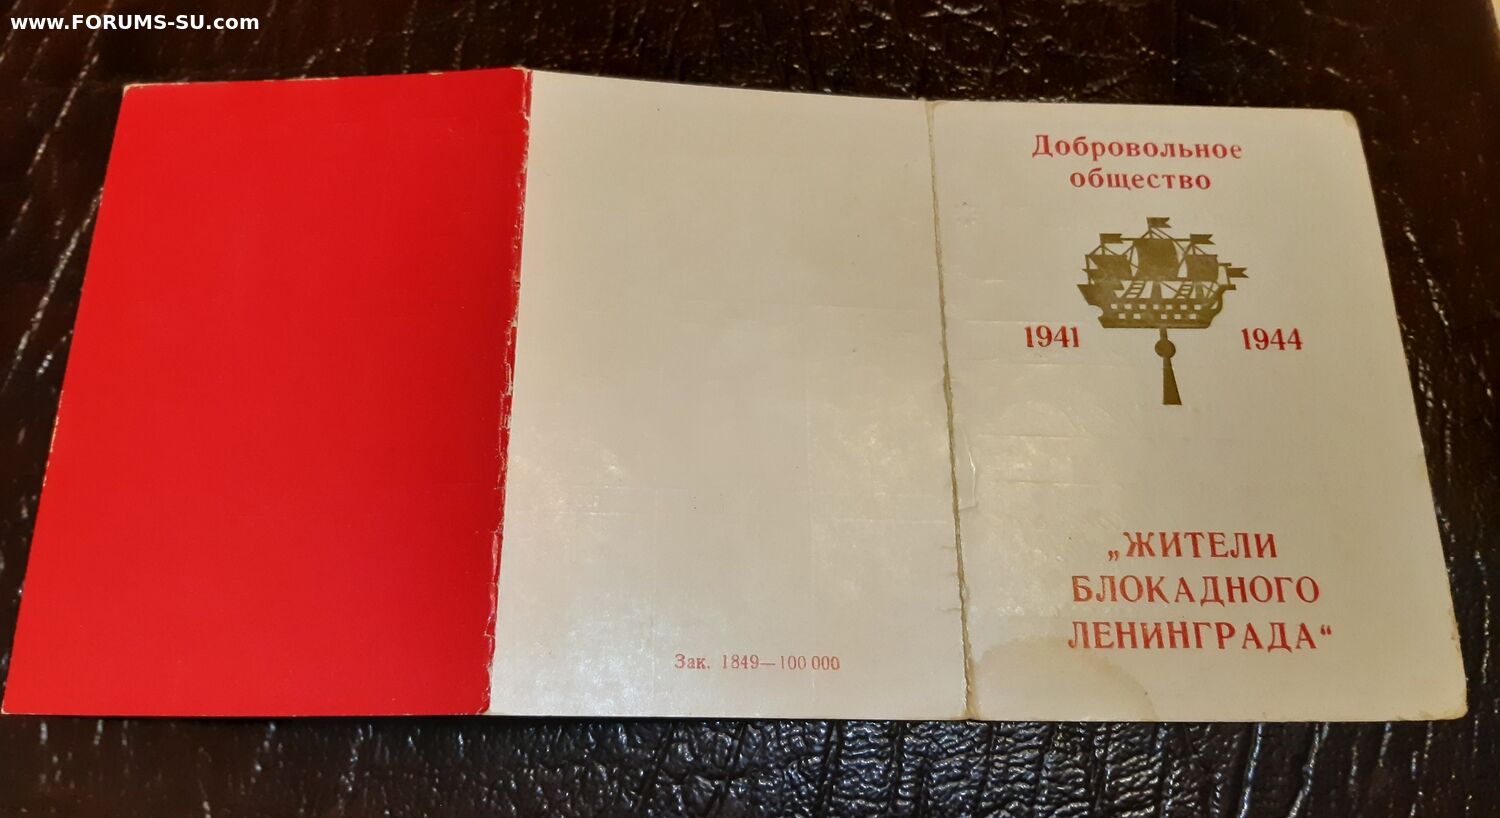 www.FORUMS-SU.com
Добровольное
общество
1941 1944
„ЖИТЕЛИ
БЛОКАДНОГО
ЛЕНИНГРАДА“
Зак. 1849—100 000